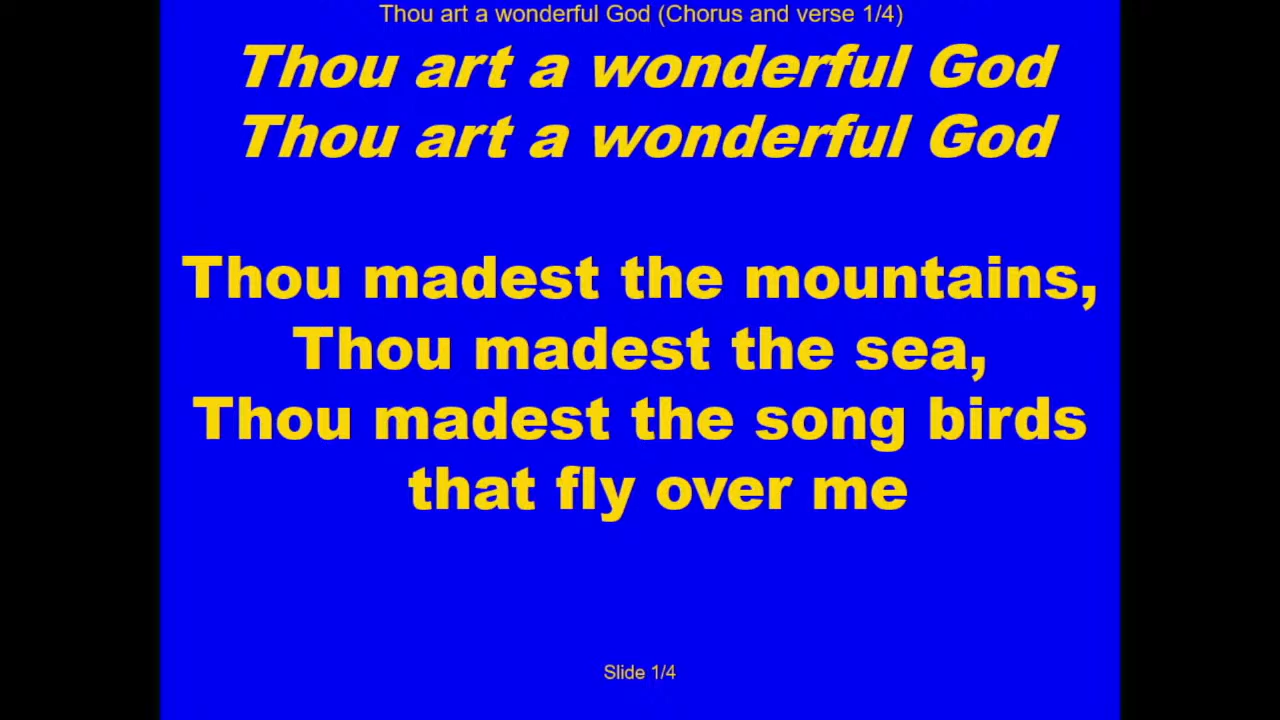 Thou art a wonderful God (Chorus and verse 1/4)
Thou art a wonderful God
Thou art a wonderful God
Thou madest the mountains,
Thou madest the sea,
Thou madest the song birds
that fly over me
Slide 1/4